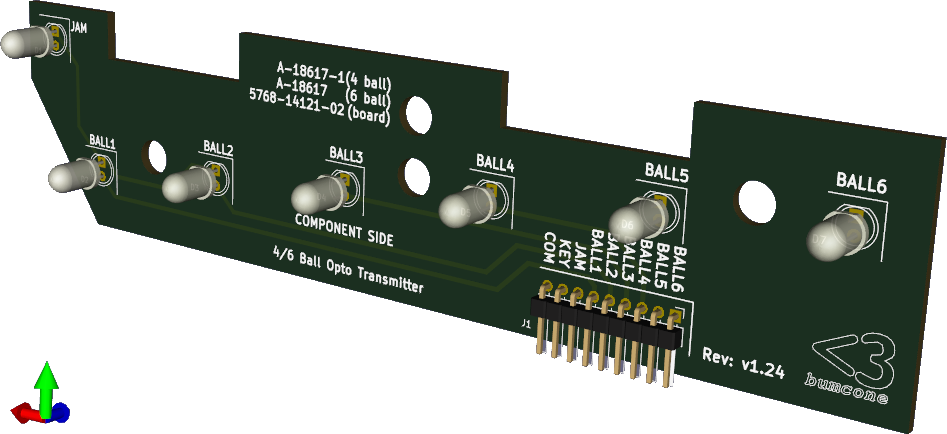 JAM
A-18617-1(4 ball)
A-18617 (6 ball)
5768-14121-02(board)
BALL1
BALL2
BALL3
BALL4
BALL5
BALL6
COMPONENT SIDE
4/6 Ball Opto Transmitter
COM
KEY
JAM
BALL1
BALL2
BALL3
BALL4
BALL5
BALL6
J1
Rev: v1.24
<3
bumcone